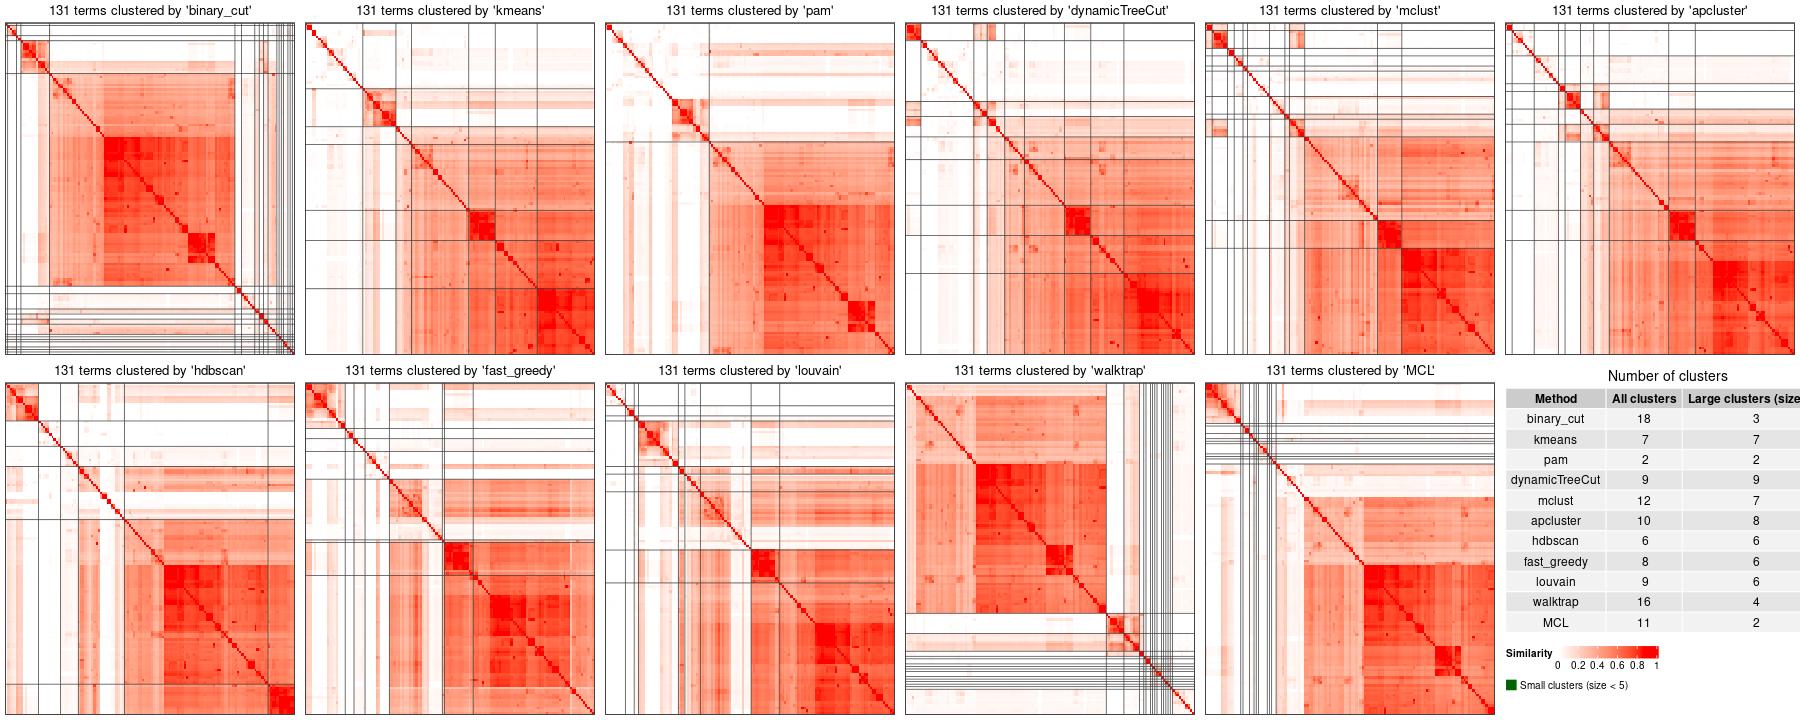 131 terms clustered by 'binary_cut'
131 terms clustered by 'kmeans'
131 terms clustered by 'pam'
131 terms clustered by 'dynamicTreeCut'
131 terms clustered by 'mclust'
131 terms clustered by 'apcluster'
131 terms clustered by 'hdbscan'
131 terms clustered by 'fast_greedy'
131 terms clustered by 'louvain'
131 terms clustered by 'walktrap'
131 terms clustered by 'MCL'
Number of clusters
Method All clusters Large clusters (size
binary_cut 18 3
kmeans 7 7
pam 2 2
dynamicTreeCut 9 9
mclust 12 7
apcluster 10 8
hdbscan 6 6
fast_greedy 8 6
louvain 9 6
walktrap 16 4
MCL 11 2
Similarity
0 0.2 0.4 0.6 0.8 1
Small clusters (size < 5)